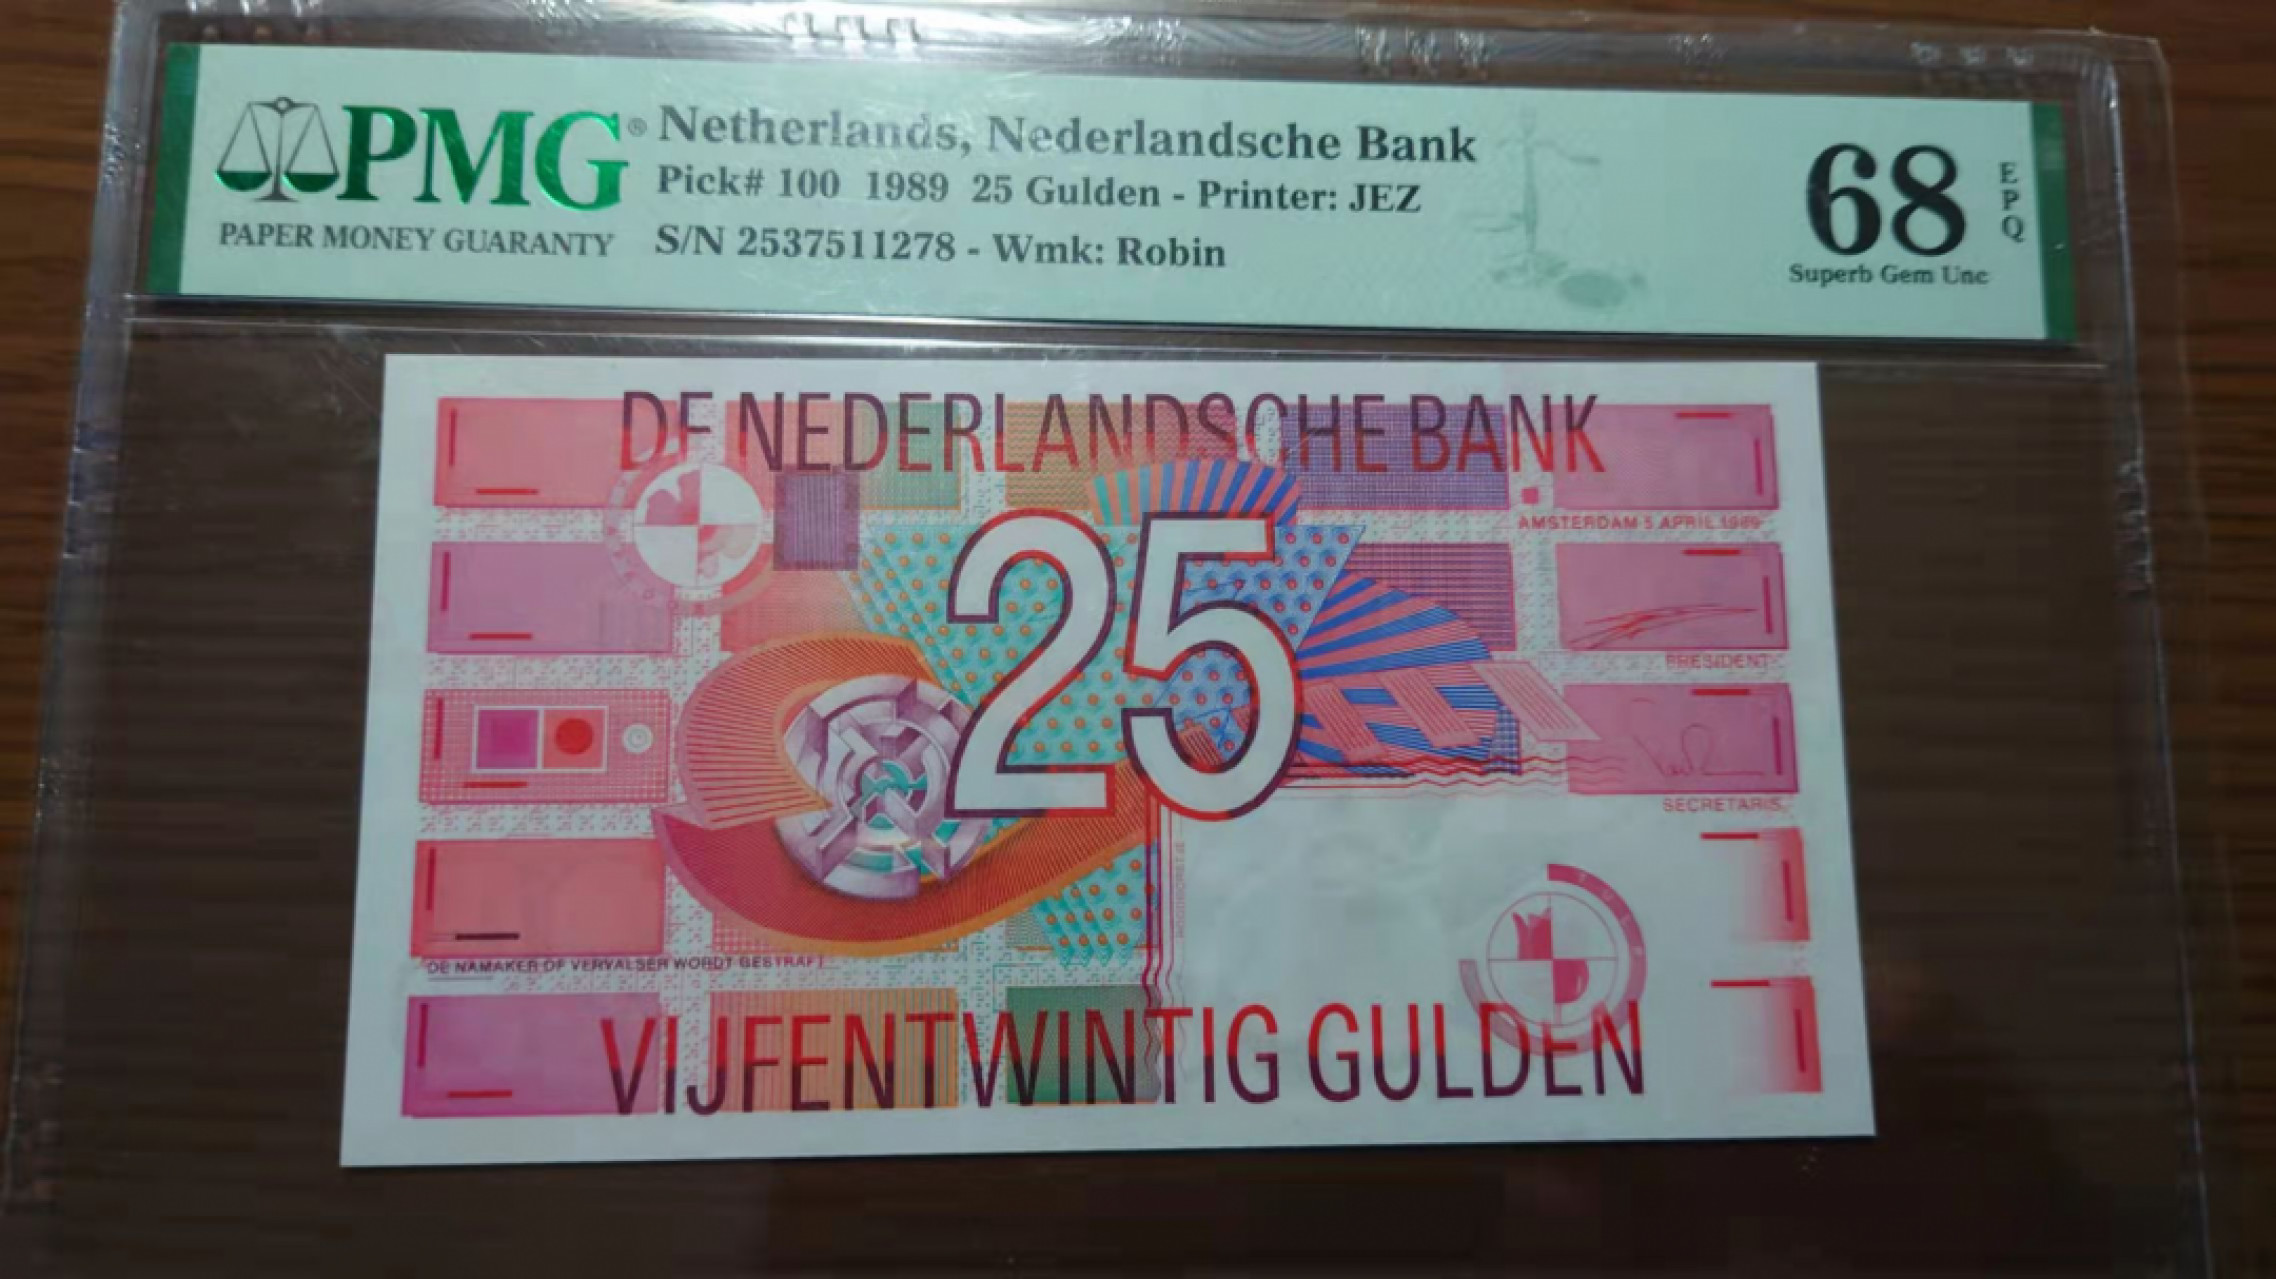 PMG®
PAPER MONEY GUARANTY
Netherlands, Nederlandsche Bank
Pick# 100 1989 25 Gulden - Printer: JEZ
S/N 2537511278 - Wmk: Robin
68
EPQ
Superb Gem Unc
DE NEDERLANDSCHE BANK
AMSTERDAM 5 APRIL 1989
25
PRESIDENT
SECRETARIS
DE NAMAKER OF VERVALSER WORDT GESTRAFT
VIJFENTWINTIG GULDEN